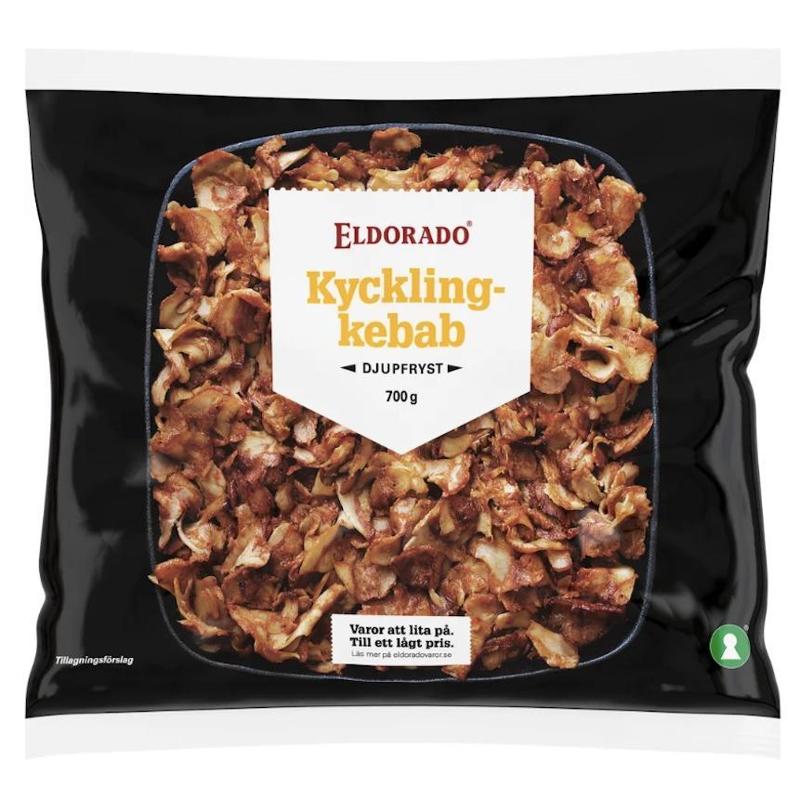 ELDORADO®
Kyckling-
kebab
DJUPFRYST
700 g
Varor att lita på.
Till ett lågt pris.
Läs mer på eldoradovaror.se
Tillagningsförslag